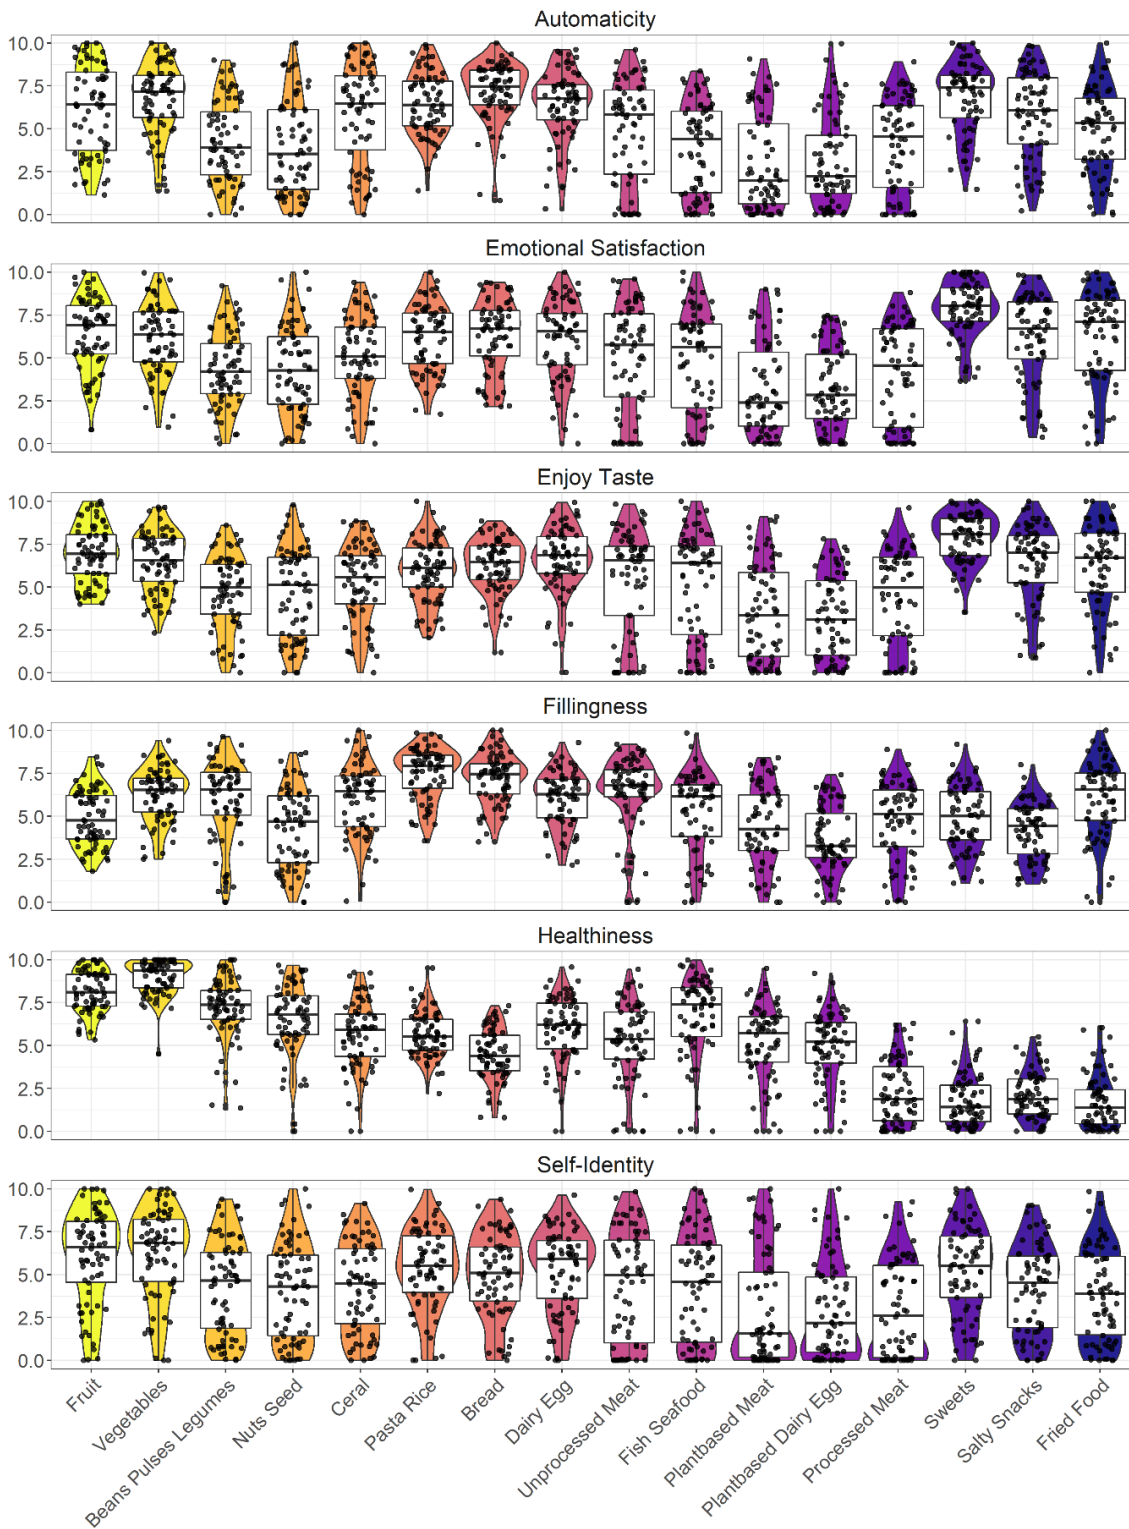 Automaticity
10.0
7.5
5.0
2.5
0.0
Emotional Satisfaction
10.0
7.5
5.0
2.5
0.0
Enjoy Taste
10.0
7.5
5.0
2.5
0.0
Fillingness
10.0
7.5
5.0
2.5
0.0
Healthiness
10.0
7.5
5.0
2.5
0.0
Self-Identity
10.0
7.5
5.0
2.5
0.0
Fruit
Vegetables
Beans Pulses Legumes
Nuts Seed
Ceral
Pasta Rice
Bread
Dairy Egg
Unprocessed Meat
Fish Seafood
Plantbased Meat
Plantbased Dairy Egg
Processed Meat
Sweets
Salty Snacks
Fried Food